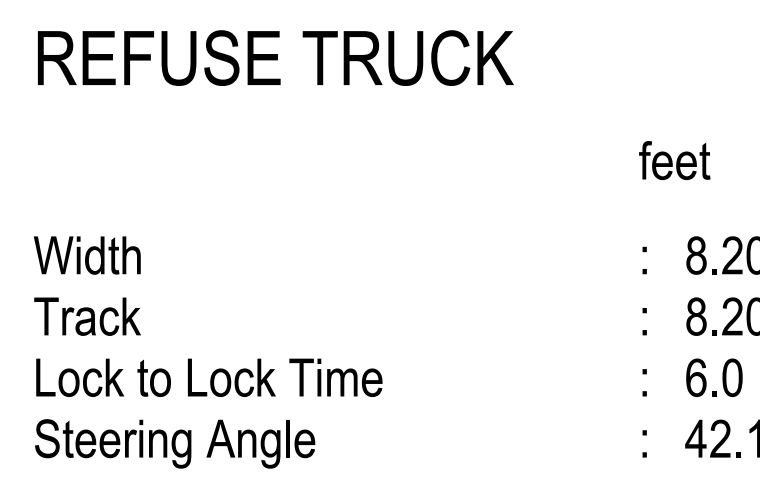 REFUSE TRUCK
feet
Width : 8.20
Track : 8.20
Lock to Lock Time : 6.0
Steering Angle : 42.1